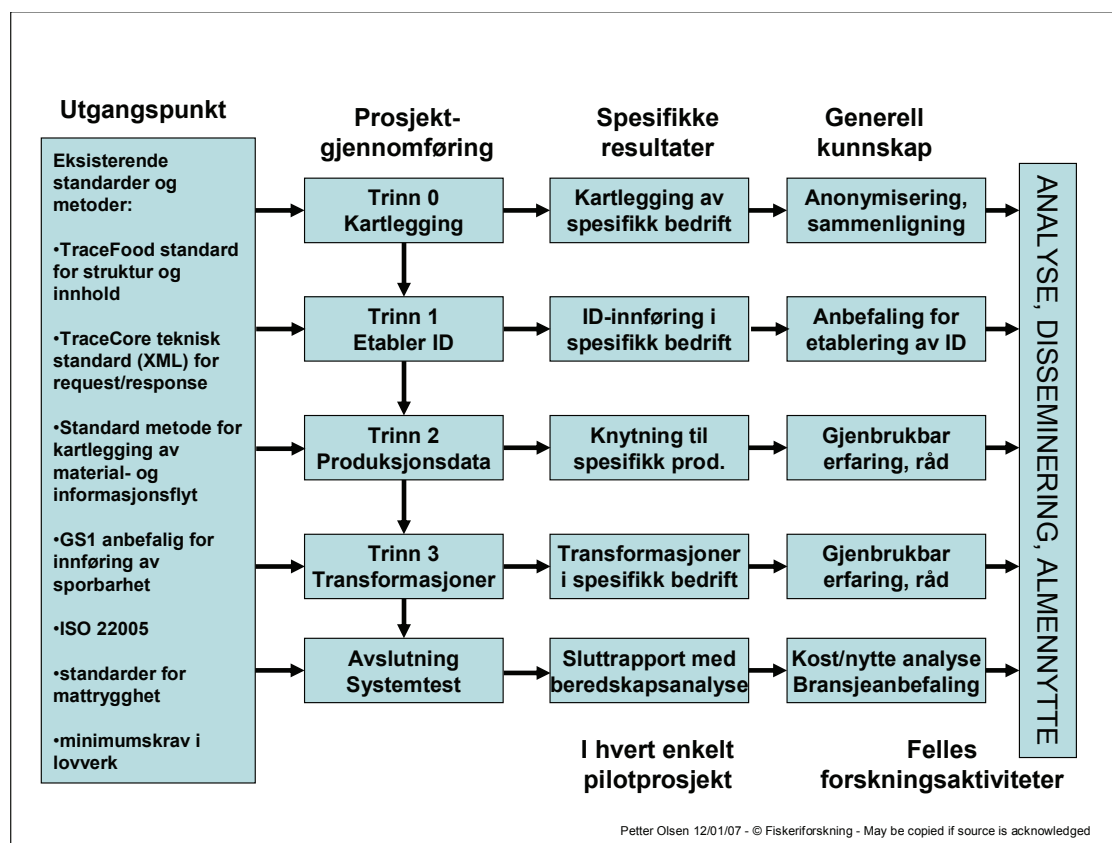 Utgangspunkt
Eksisterende
standarder og
metoder:
•TraceFood standard
for struktur og
innhold
•TraceCore teknisk
standard (XML) for
request/response
•Standard metode for
kartlegging av
material- og
informasjonsflyt
•GS1 anbefalig for
innføring av
sporbarhet
•ISO 22005
•standarder for
mattrygghet
•minimumskrav i
lovverk
Prosjekt-
gjennomføring
Trinn 0
Kartlegging
Trinn 1
Etabler ID
Trinn 2
Produksjonsdata
Trinn 3
Transformasjoner
Avslutning
Systemtest
Spesifikke
resultater
Kartlegging av
spesifikk bedrift
ID-innføring i
spesifikk bedrift
Knytning til
spesifikk prod.
Transformasjoner
i spesifikk bedrift
Sluttrapport med
beredskapsanalyse
I hvert enkelt
pilotprosjekt
Generell
kunnskap
Anonymisering,
sammenligning
Anbefaling for
etablering av ID
Gjenbrukbar
erfaring, råd
Gjenbrukbar
erfaring, råd
Kost/nytte analyse
Bransjeanbefaling
Felles
forskningsaktiviteter
ANALYSE, DISSEMINERING, ALMENNYTTE
Petter Olsen 12/01/07 - © Fiskeriforskning - May be copied if source is acknowledged